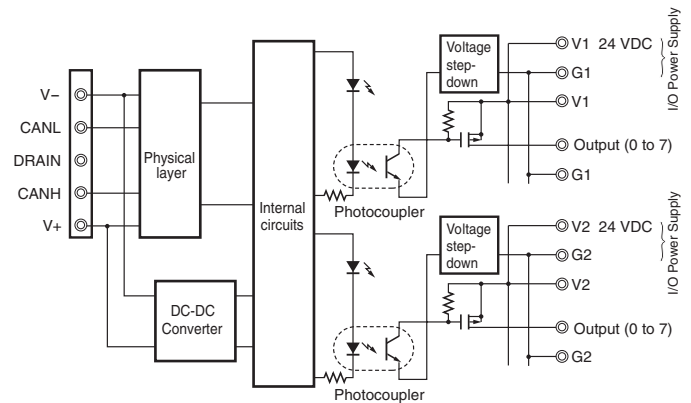 V−
CANL
DRAIN
CANH
V+
Physical
layer
DC-DC
Converter
Internal
circuits
Photocoupler
Voltage
step-
down
V1 24 VDC
G1
I/O Power Supply
V1
Output (0 to 7)
G1
Photocoupler
Voltage
step-
down
V2 24 VDC
G2
I/O Power Supply
V2
Output (0 to 7)
G2